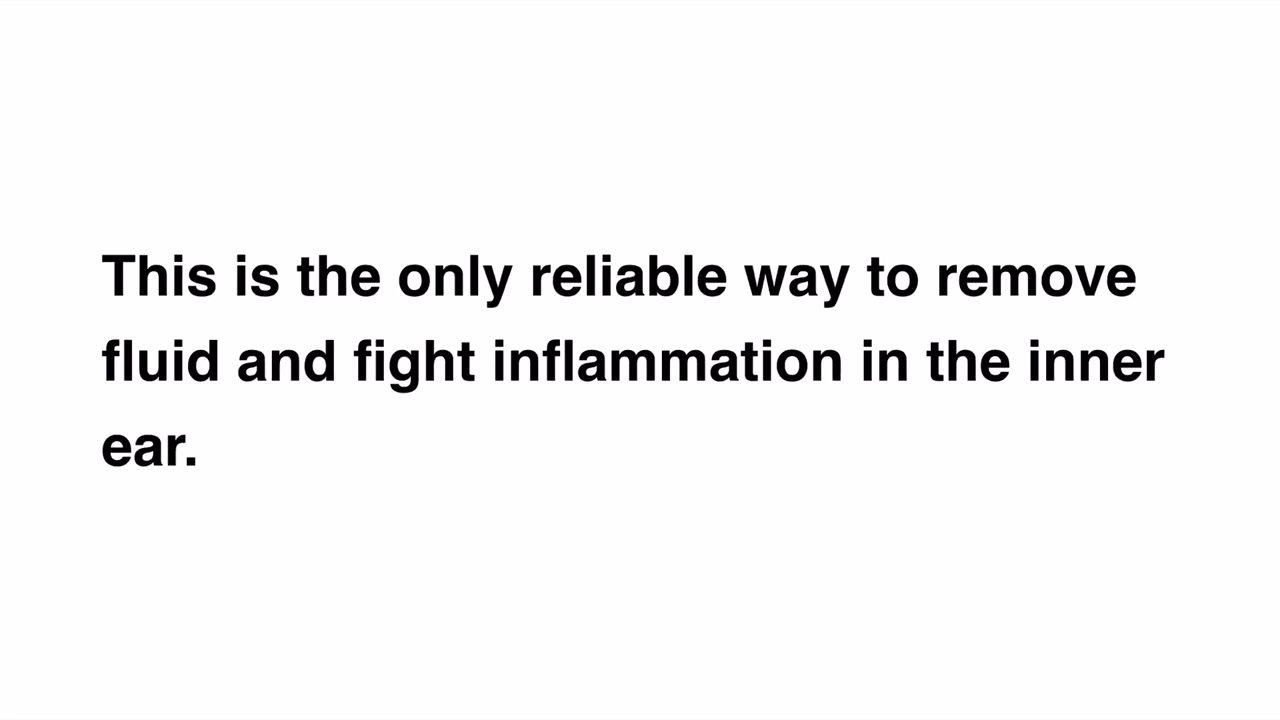 This is the only reliable way to remove
fluid and fight inflammation in the inner
ear.